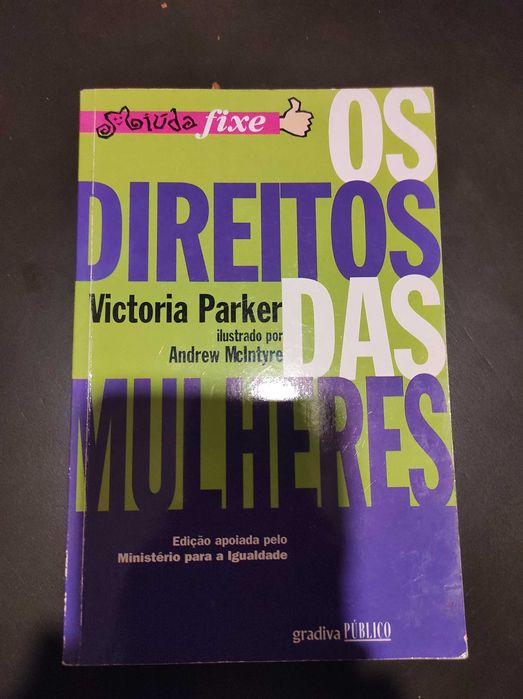 Miúda fixe
OS
DIREITOS
Victoria Parker
DAS
ilustrado por
Andrew McIntyre
MULHERES
Edição apoiada pelo
Ministério para a Igualdade
gradiva PÚBLICO